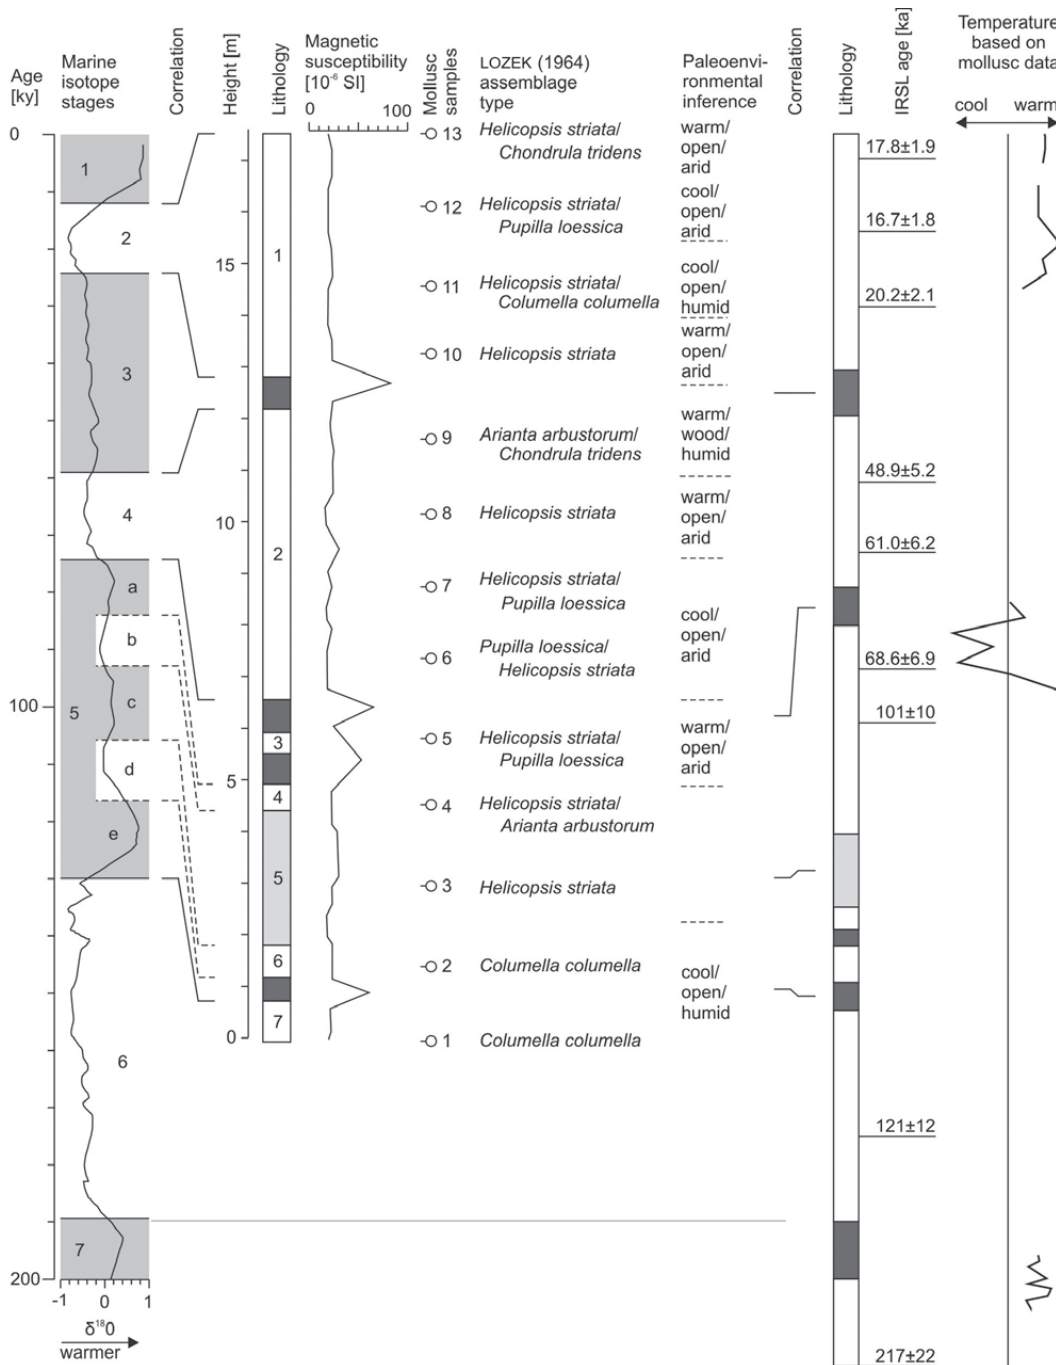 Age
[ky]
Marine
isotope
stages
Correlation
Height [m]
Lithology
Magnetic
susceptibility
[10⁻⁶ SI]
0
100
Mollusc
samples
LOZEK (1964)
assemblage
type
Paleoenvi-
ronmental
inference
Correlation
Lithology
IRSL age [ka]
Temperature
based on
mollusc data
cool
warm
0
100
200
1
2
3
4
5
a
b
c
d
e
6
7
-1
0
1
δ¹⁸0
warmer
15
10
5
0
1
2
3
4
5
6
7
13 Helicopsis striata/
Chondrula tridens
12 Helicopsis striata/
Pupilla loessica
11 Helicopsis striata/
Columella columella
10 Helicopsis striata
9 Arianta arbustorum/
Chondrula tridens
8 Helicopsis striata
7 Helicopsis striata/
Pupilla loessica
6 Pupilla loessica/
Helicopsis striata
5 Helicopsis striata/
Pupilla loessica
4 Helicopsis striata/
Arianta arbustorum
3 Helicopsis striata
2 Columella columella
1 Columella columella
warm/
open/
arid
cool/
open/
arid
cool/
open/
humid
warm/
open/
arid
warm/
wood/
humid
warm/
open/
arid
cool/
open/
arid
warm/
open/
arid
cool/
open/
humid
17.8±1.9
16.7±1.8
20.2±2.1
48.9±5.2
61.0±6.2
68.6±6.9
101±10
121±12
217±22